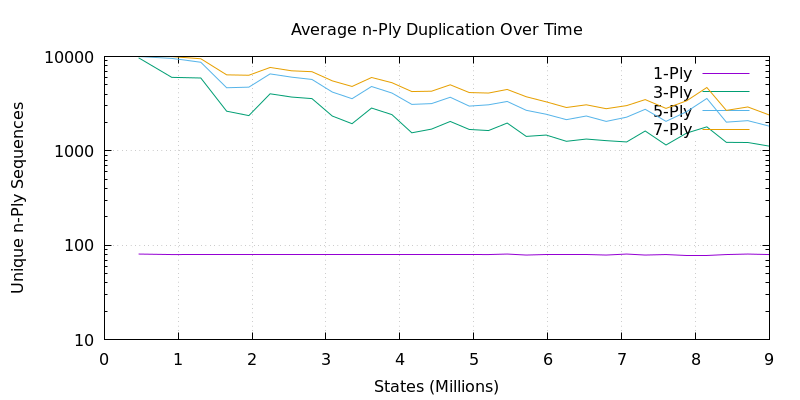 Average n-Ply Duplication Over Time
Unique n-Ply Sequences
10000
1000
100
10
1-Ply
3-Ply
5-Ply
7-Ply
0 1 2 3 4 5 6 7 8 9
States (Millions)